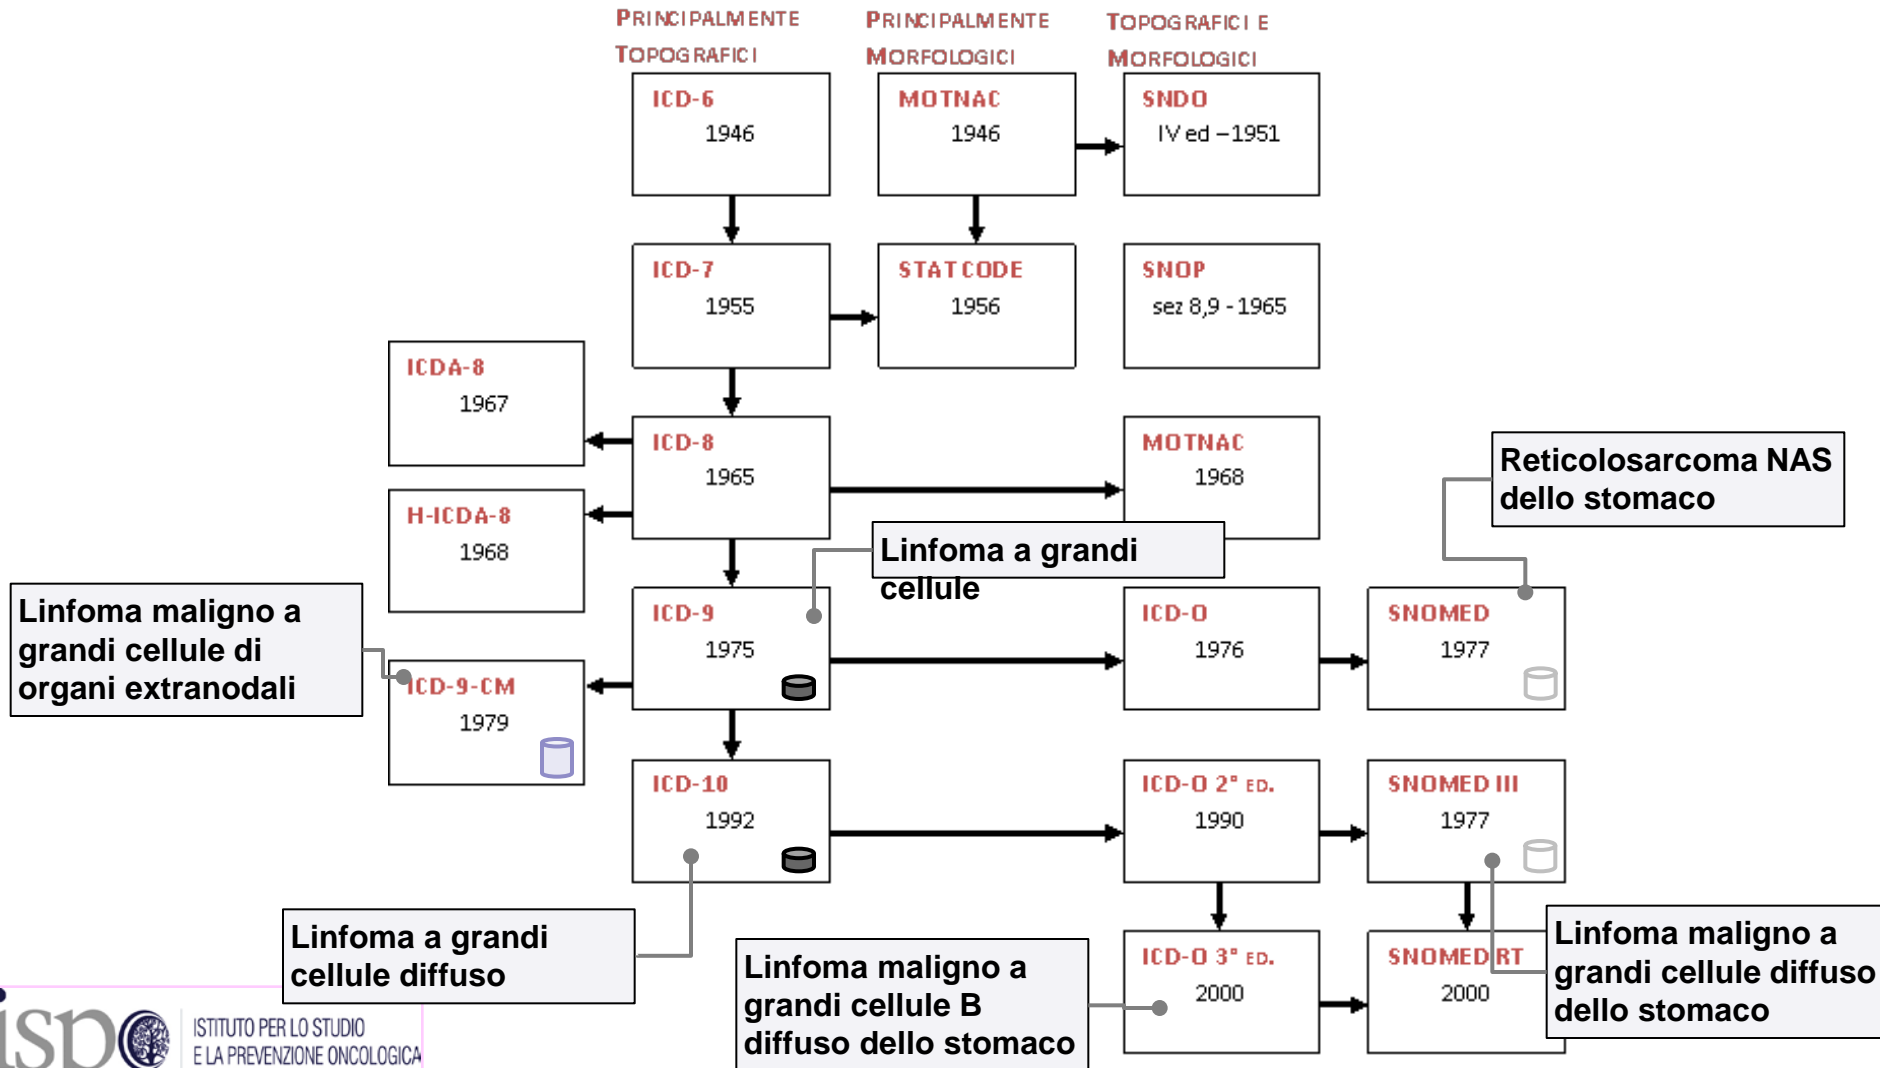 PRINCIPALMENTE
TOPOGRAFICI
PRINCIPALMENTE
MORFOLOGICI
TOPOGRAFICI E
MORFOLOGICI
ICD-6
1946
MOTNAC
1946
SNDO
IV ed – 1951
ICD-7
1955
STAT CODE
1956
SNOP
sez 8,9 - 1965
ICDA-8
1967
ICD-8
1965
MOTNAC
1968
Reticolosarcoma NAS
dello stomaco
H-ICDA-8
1968
Linfoma a grandi
cellule
Linfoma maligno a
grandi cellule di
organi extranodali
ICD-9
1975
ICD-O
1976
SNOMED
1977
ICD-9-CM
1979
ICD-10
1992
ICD-O 2° ED.
1990
SNOMED III
1977
Linfoma a grandi
cellule diffuso
Linfoma maligno a
grandi cellule B
diffuso dello stomaco
ICD-O 3° ED.
2000
SNOMED RT
2000
Linfoma maligno a
grandi cellule diffuso
dello stomaco
ispo
ISTITUTO PER LO STUDIO
E LA PREVENZIONE ONCOLOGICA